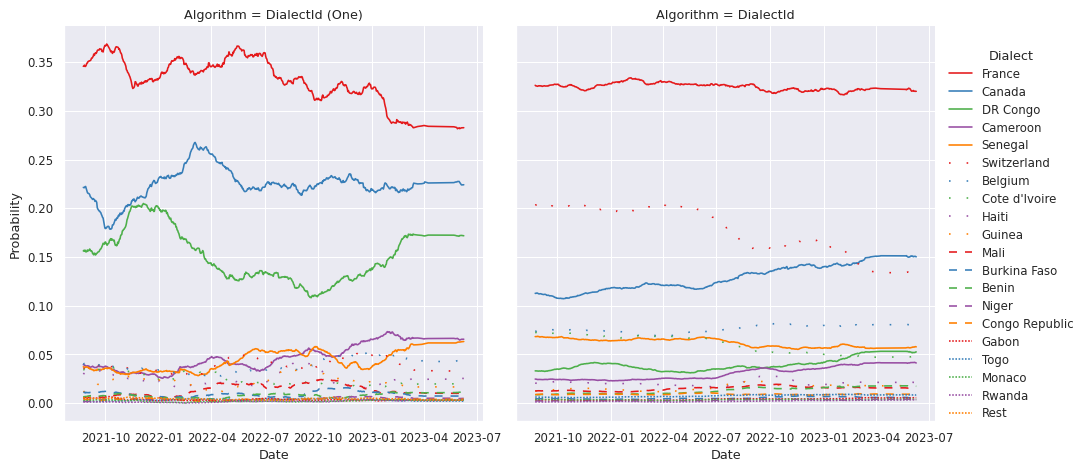 Algorithm = DialectId (One)
Algorithm = DialectId
Probability
0.35
0.30
0.25
0.20
0.15
0.10
0.05
0.00
2021-10 2022-01 2022-04 2022-07 2022-10 2023-01 2023-04 2023-07
Date
2021-10 2022-01 2022-04 2022-07 2022-10 2023-01 2023-04 2023-07
Date
Dialect
France
Canada
DR Congo
Cameroon
Senegal
Switzerland
Belgium
Cote d'Ivoire
Haiti
Guinea
Mali
Burkina Faso
Benin
Niger
Congo Republic
Gabon
Togo
Monaco
Rwanda
Rest